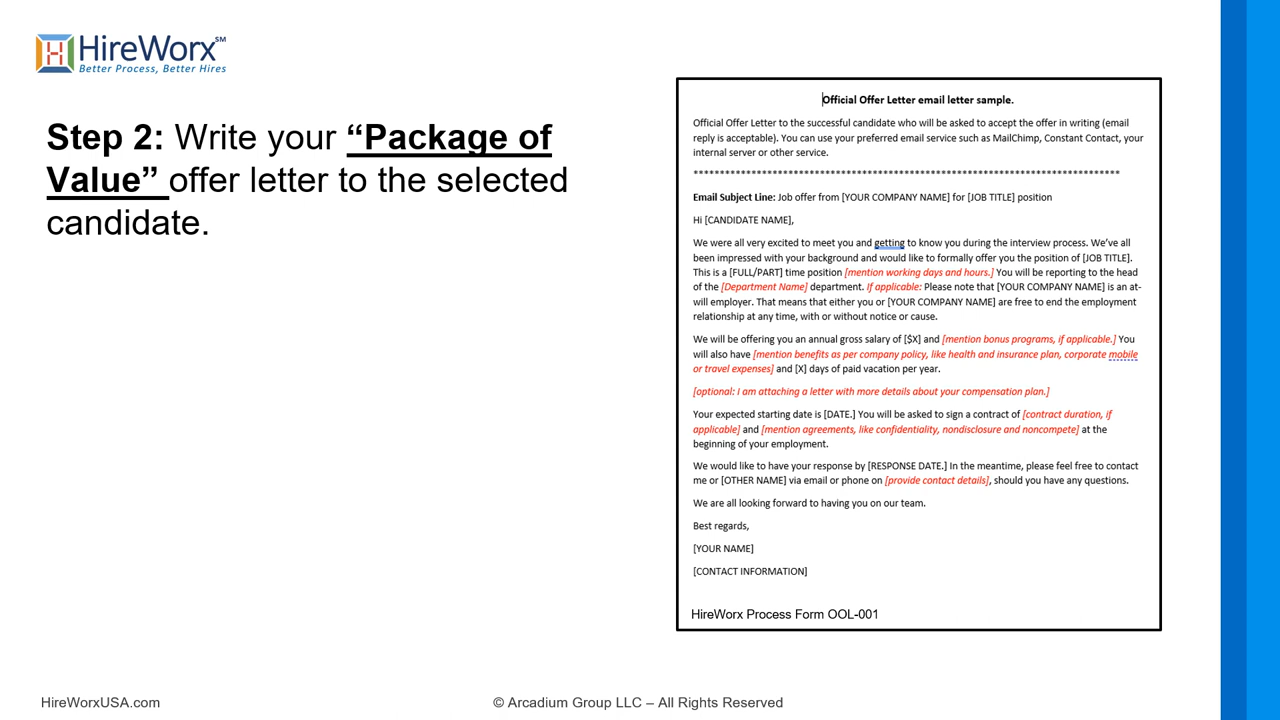 HireWorx℠
Better Process, Better Hires
Step 2: Write your “Package of
Value” offer letter to the selected
candidate.
Official Offer Letter email letter sample.
Official Offer Letter to the successful candidate who will be asked to accept the offer in writing (email
reply is acceptable). You can use your preferred email service such as MailChimp, Constant Contact, your
internal server or other service.
*********************************************************************************
Email Subject Line: Job offer from [YOUR COMPANY NAME] for [JOB TITLE] position
Hi [CANDIDATE NAME],
We were all very excited to meet you and getting to know you during the interview process. We’ve all
been impressed with your background and would like to formally offer you the position of [JOB TITLE].
This is a [FULL/PART] time position [mention working days and hours.] You will be reporting to the head
of the [Department Name] department. If applicable: Please note that [YOUR COMPANY NAME] is an at-
will employer. That means that either you or [YOUR COMPANY NAME] are free to end the employment
relationship at any time, with or without notice or cause.
We will be offering you an annual gross salary of [$X] and [mention bonus programs, if applicable.] You
will also have [mention benefits as per company policy, like health and insurance plan, corporate mobile
or travel expenses] and [X] days of paid vacation per year.
[optional: I am attaching a letter with more details about your compensation plan.]
Your expected starting date is [DATE.] You will be asked to sign a contract of [contract duration, if
applicable] and [mention agreements, like confidentiality, nondisclosure and noncompete] at the
beginning of your employment.
We would like to have your response by [RESPONSE DATE.] In the meantime, please feel free to contact
me or [OTHER NAME] via email or phone on [provide contact details], should you have any questions.
We are all looking forward to having you on our team.
Best regards,
[YOUR NAME]
[CONTACT INFORMATION]
HireWorx Process Form OOL-001
HireWorxUSA.com
© Arcadium Group LLC – All Rights Reserved